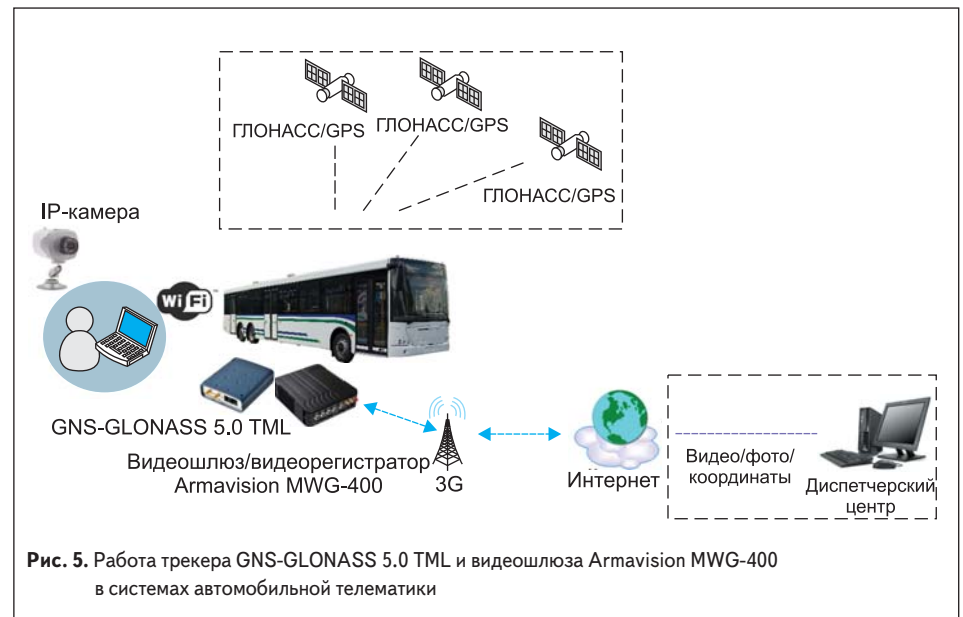 ГЛОНАСС/GPS
ГЛОНАСС/GPS
ГЛОНАСС/GPS
IP-камера
Wi Fi
GNS-GLONASS 5.0 TML
Видеошлюз/видеорегистратор
Armavision MWG-400
3G
Интернет
Видео/фото/
координаты
Диспетчерский
центр
Рис. 5. Работа трекера GNS-GLONASS 5.0 TML и видеошлюза Armavision MWG-400
в системах автомобильной телематики